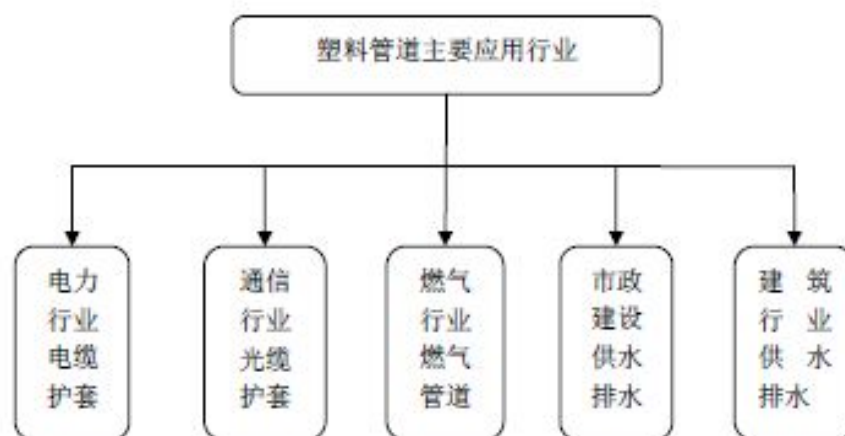 塑料管道主要应用行业
电力
行业
电缆
护套
通信
行业
光缆
护套
燃气
行业
燃气
管道
市政
建设
供水
排水
建 筑
行 业
供 水
排水